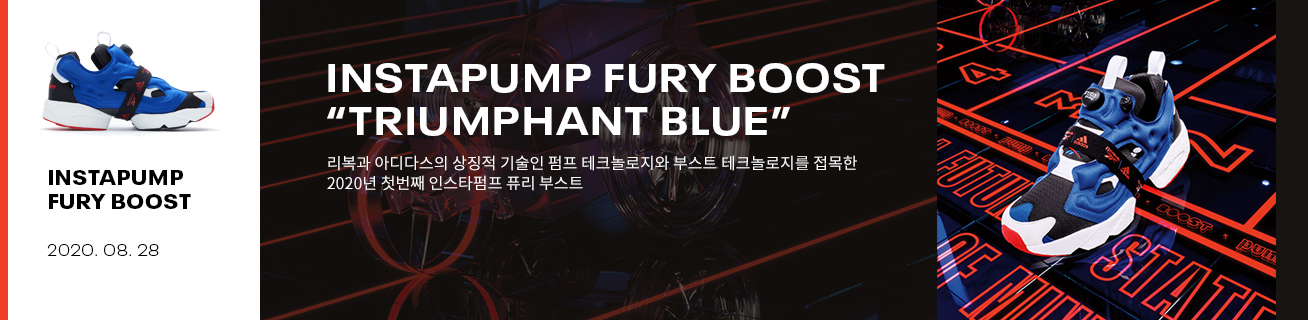 INSTAPUMP
FURY BOOST
2020. 08. 28
INSTAPUMP FURY BOOST
“TRIUMPHANT BLUE”
리복과 아디다스의 상징적 기술인 펌프 테크놀로지와 부스트 테크놀로지를 접목한
2020년 첫번째 인스타펌프 퓨리 부스트
BOOST
STATE